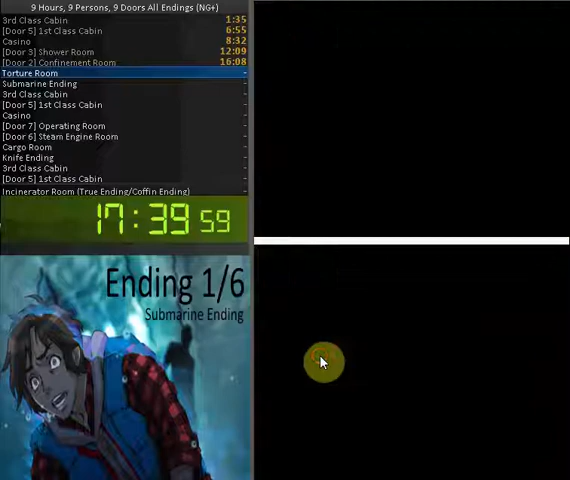 9 Hours, 9 Persons, 9 Doors All Endings (NG+)
3rd Class Cabin 1:35
[Door 5] 1st Class Cabin 6:55
Casino 8:32
[Door 3] Shower Room 12:09
[Door 2] Confinement Room 16:08
Torture Room -
Submarine Ending -
3rd Class Cabin -
[Door 5] 1st Class Cabin -
Casino -
[Door 7] Operating Room -
[Door 6] Steam Engine Room -
Cargo Room -
Knife Ending -
3rd Class Cabin -
[Door 5] 1st Class Cabin -
Incinerator Room (True Ending/Coffin Ending) -
17:39 59
Ending 1/6
Submarine Ending